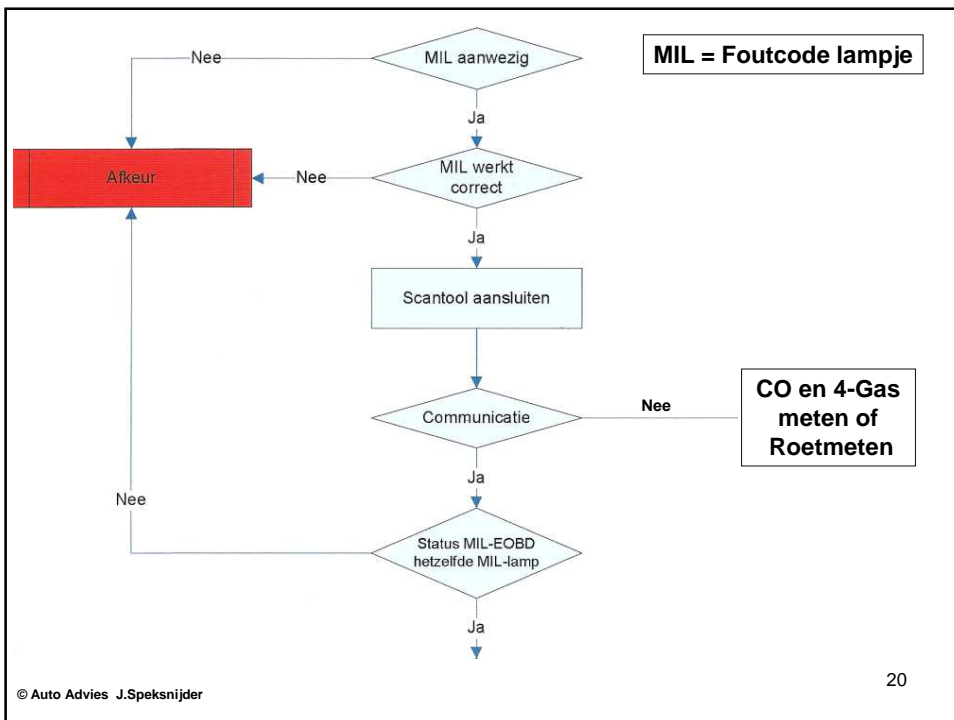 Nee
MIL aanwezig
MIL = Foutcode lampje
Ja
Afkeur
Nee
MIL werkt
correct
Ja
Scantool aansluiten
Communicatie
Nee
CO en 4-Gas
meten of
Roetmeten
Ja
Nee
Status MIL-EOBD
hetzelfde MIL-lamp
Ja
© Auto Advies J.Speksnijder
20